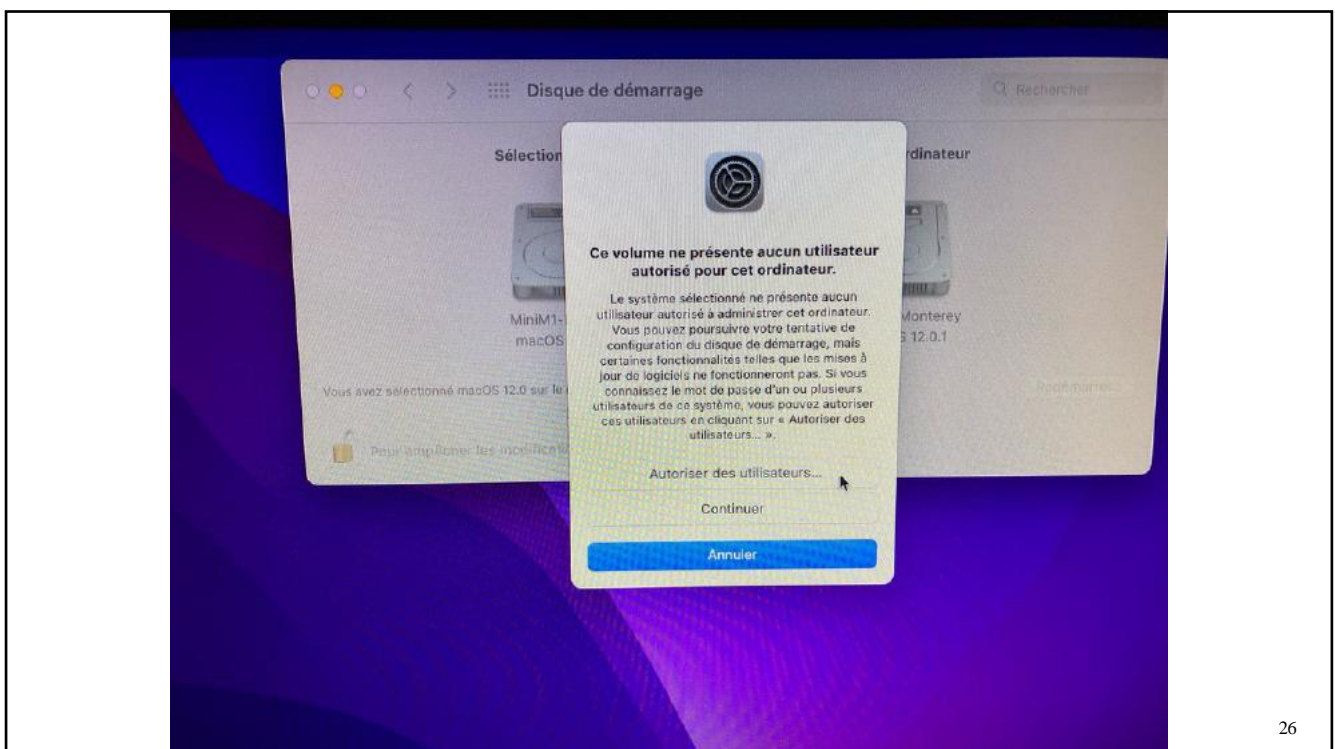 Disque de démarrage
Rechercher
Sélection
rdinateur
Ce volume ne présente aucun utilisateur
autorisé pour cet ordinateur.
Le système sélectionné ne présente aucun
utilisateur autorisé à administrer cet ordinateur.
Vous pouvez poursuivre votre tentative de
configuration du disque de démarrage, mais
certaines fonctionnalités telles que les mises à
jour de logiciels ne fonctionneront pas. Si vous
connaissez le mot de passe d'un ou plusieurs
utilisateurs de ce système, vous pouvez autoriser
ces utilisateurs en cliquant sur « Autoriser des
utilisateurs... ».
MiniM1-
macOS
Monterey
12.0.1
Vous avez sélectionné macOS 12.0 sur le
Redémarrer...
Pour empêcher les modificati
Autoriser des utilisateurs...
Continuer
Annuler
26